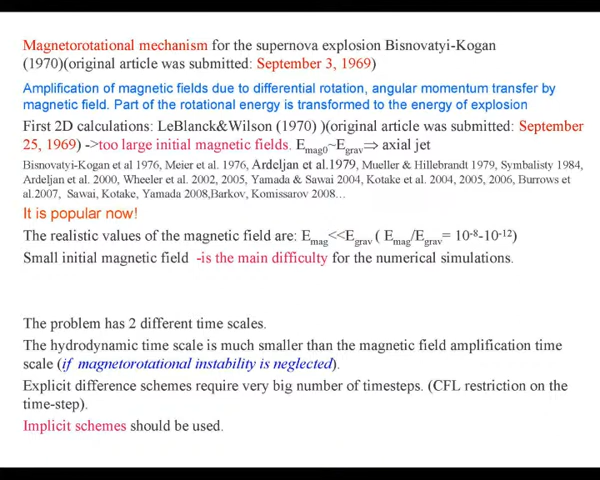 Magnetorotational mechanism for the supernova explosion Bisnovatyi-Kogan
(1970)(original article was submitted: September 3, 1969)
Amplification of magnetic fields due to differential rotation, angular momentum transfer by
magnetic field. Part of the rotational energy is transformed to the energy of explosion
First 2D calculations: LeBlanck&Wilson (1970) )(original article was submitted: September
25, 1969) ->too large initial magnetic fields. Emag0~Egrav⇒ axial jet
Bisnovatyi-Kogan et al 1976, Meier et al. 1976, Ardeljan et al.1979, Mueller & Hillebrandt 1979, Symbalisty 1984,
Ardeljan et al. 2000, Wheeler et al. 2002, 2005, Yamada & Sawai 2004, Kotake et al. 2004, 2005, 2006, Burrows et
al.2007, Sawai, Kotake, Yamada 2008,Barkov, Komissarov 2008…
It is popular now!
The realistic values of the magnetic field are: Emag<<Egrav ( Emag/Egrav= 10-8-10-12)
Small initial magnetic field -is the main difficulty for the numerical simulations.
The problem has 2 different time scales.
The hydrodynamic time scale is much smaller than the magnetic field amplification time
scale (if magnetorotational instability is neglected).
Explicit difference schemes require very big number of timesteps. (CFL restriction on the
time-step).
Implicit schemes should be used.